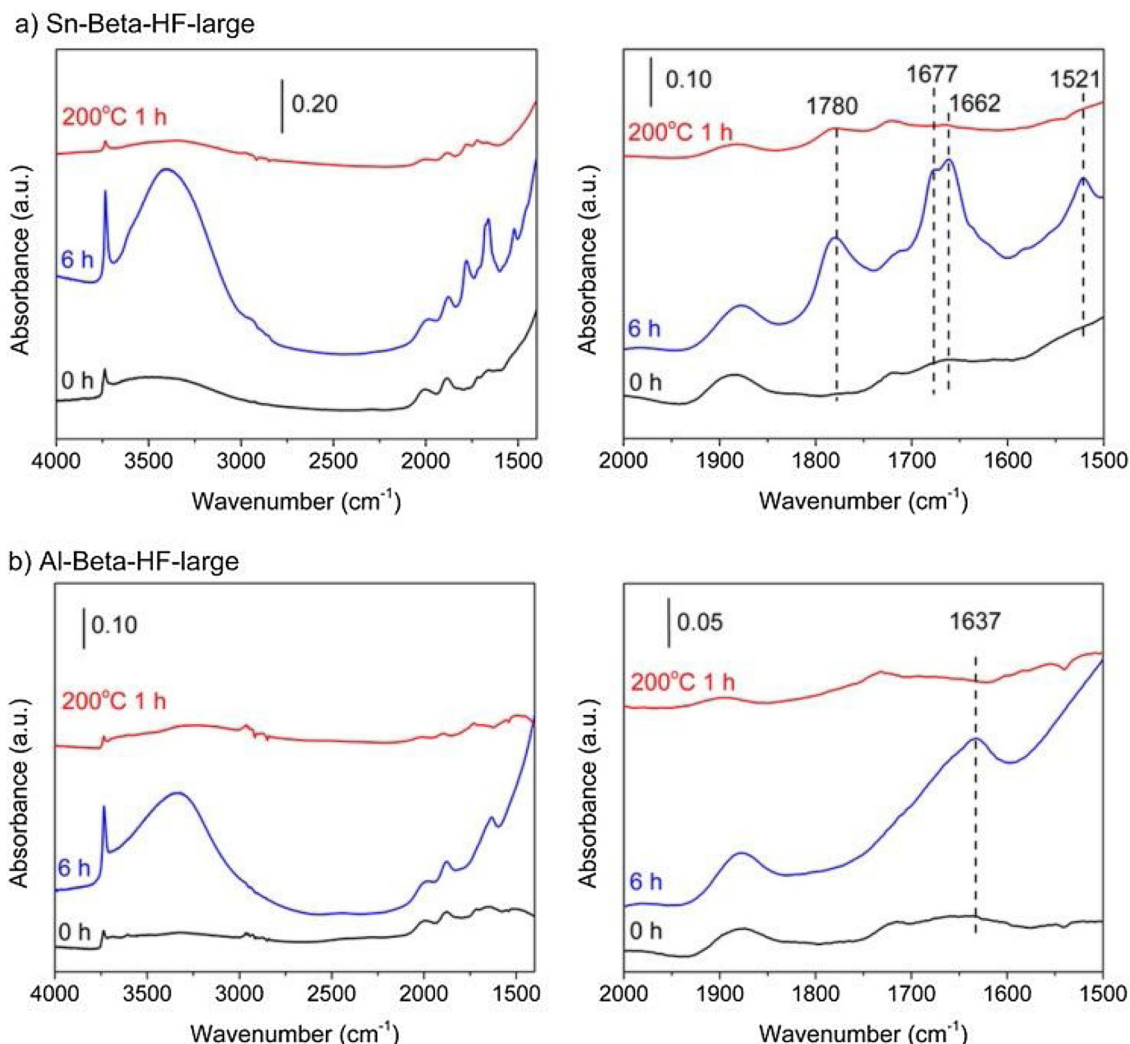 a) Sn-Beta-HF-large
0.20
200°C 1 h
6 h
0 h
Absorbance (a.u.)
4000 3500 3000 2500 2000 1500
Wavenumber (cm⁻¹)
0.10
1780
1677
1662
1521
200°C 1 h
6 h
0 h
Absorbance (a.u.)
2000 1900 1800 1700 1600 1500
Wavenumber (cm⁻¹)
b) Al-Beta-HF-large
0.10
200°C 1 h
6 h
0 h
Absorbance (a.u.)
4000 3500 3000 2500 2000 1500
Wavenumber (cm⁻¹)
0.05
1637
200°C 1 h
6 h
0 h
Absorbance (a.u.)
2000 1900 1800 1700 1600 1500
Wavenumber (cm⁻¹)